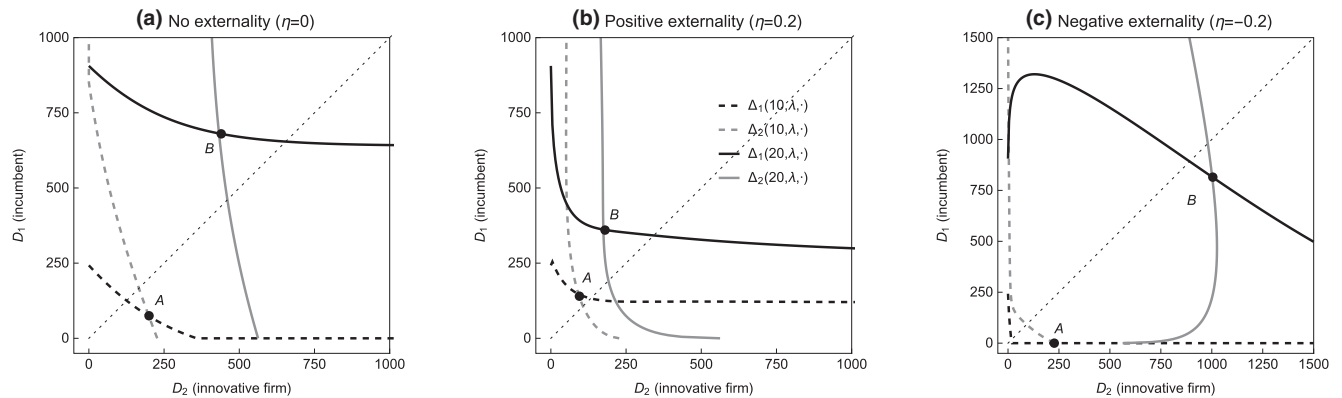 (a) No externality (η=0)
1000
750
500
250
0
D₁ (incumbent)
B
A
0 250 500 750 1000
D₂ (innovative firm)
(b) Positive externality (η=0.2)
1000
750
500
250
0
D₁ (incumbent)
Δ₁(10,λ,·)
Δ₂(10,λ,·)
Δ₁(20,λ,·)
Δ₂(20,λ,·)
B
A
0 250 500 750 1000
D₂ (innovative firm)
(c) Negative externality (η=−0.2)
1500
1250
1000
750
500
250
0
D₁ (incumbent)
B
A
0 250 500 750 1000 1250 1500
D₂ (innovative firm)